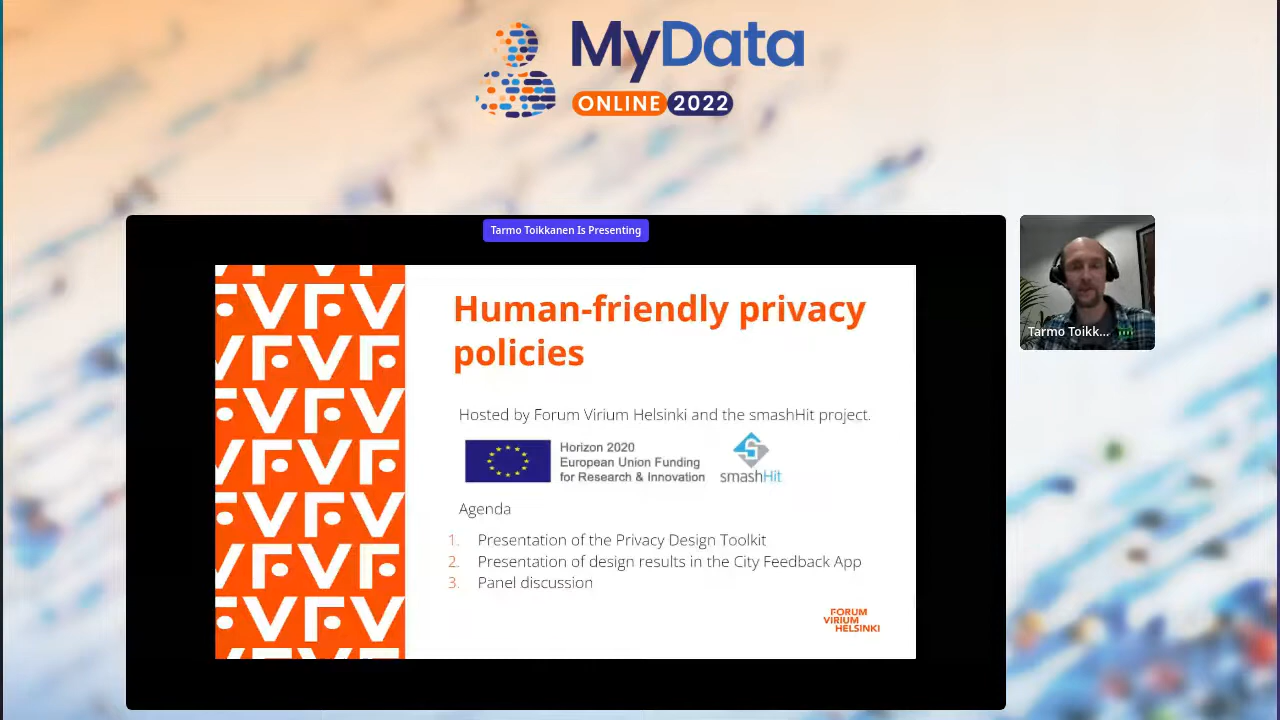 MyData
ONLINE 2022
Tarmo Toikkanen Is Presenting
Human-friendly privacy
policies
Hosted by Forum Virium Helsinki and the smashHit project.
Horizon 2020
European Union Funding
for Research & Innovation
smashHit
Agenda
1. Presentation of the Privacy Design Toolkit
2. Presentation of design results in the City Feedback App
3. Panel discussion
FORUM
VIRIUM
HELSINKI
Tarmo Toikk...